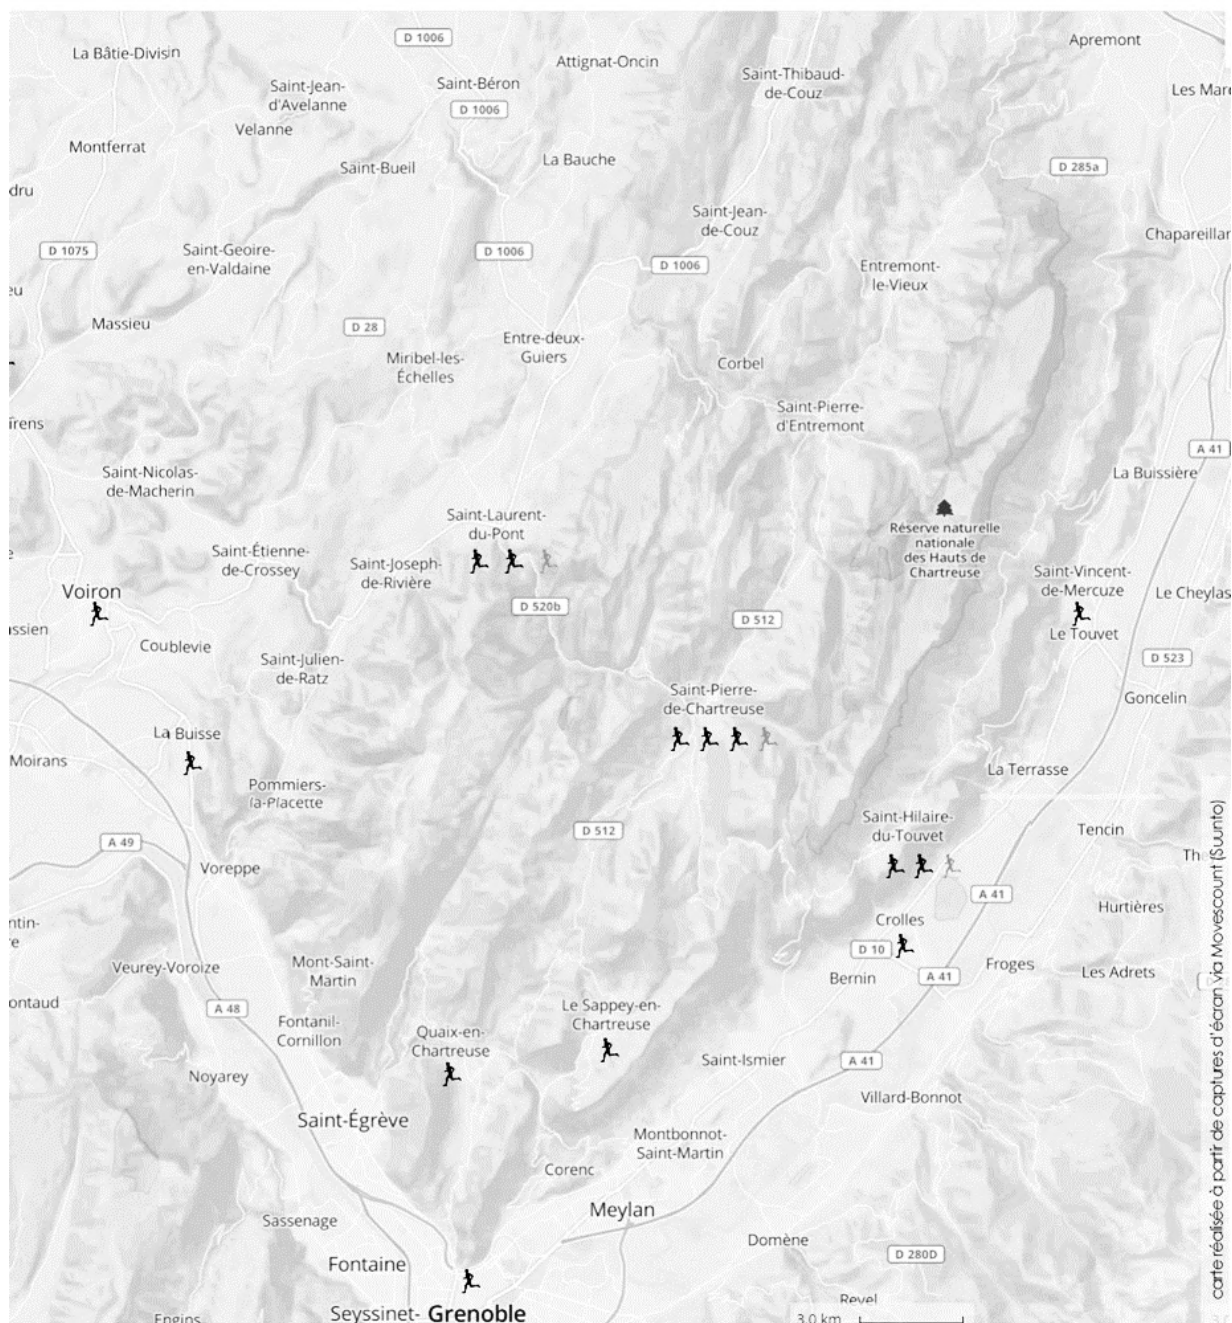 D 1006
Apremont
La Bâtie-Divisin
Attignat-Oncin
Saint-Thibaud-
de-Couz
Saint-Jean-
d'Avelanne
Saint-Béron
Les Mar
D 1006
Velanne
Montferrat
La Bauche
Saint-Bueil
D 285a
dru
Saint-Jean-
de-Couz
Chapareillar
D 1075
Saint-Geoire-
en-Valdaine
D 1006
D 1006
Entremont-
le-Vieux
eu
Massieu
D 28
Entre-deux-
Guiers
Miribel-les-
Échelles
Corbel
Saint-Pierre-
d'Entremont
îrens
A 41
Saint-Nicolas-
de-Macherin
La Buissière
Saint-Laurent-
du-Pont
Réserve naturelle
nationale
des Hauts de
Chartreuse
Saint-Étienne-
de-Crossey
Saint-Joseph-
de-Rivière
Saint-Vincent-
de-Mercuze
Voiron
Le Cheylas
D 520b
D 512
assien
Le Touvet
Coublevie
Saint-Julien-
de-Ratz
D 523
Saint-Pierre-
de-Chartreuse
Goncelin
La Buisse
Moirans
La Terrasse
Pommiers-
la-Placette
Saint-Hilaire-
du-Touvet
D 512
Tencin
A 49
Th
Voreppe
A 41
Hurtières
Crolles
ntin-
re
D 10
Veurey-Voroize
Mont-Saint-
Martin
Bernin
A 41
Froges
Les Adrets
ontaud
A 48
Le Sappey-en-
Chartreuse
Fontanil-
Cornillon
Quaix-en-
Chartreuse
Saint-Ismier
A 41
Noyarey
Villard-Bonnot
Saint-Égrève
Montbonnot-
Saint-Martin
Corenc
Meylan
Sassenage
Domène
D 280D
Fontaine
Revel
Seyssinet-
Grenoble
Engins
3.0 km
carte réalisée à partir de captures d'écran via Movescount (Suunto)